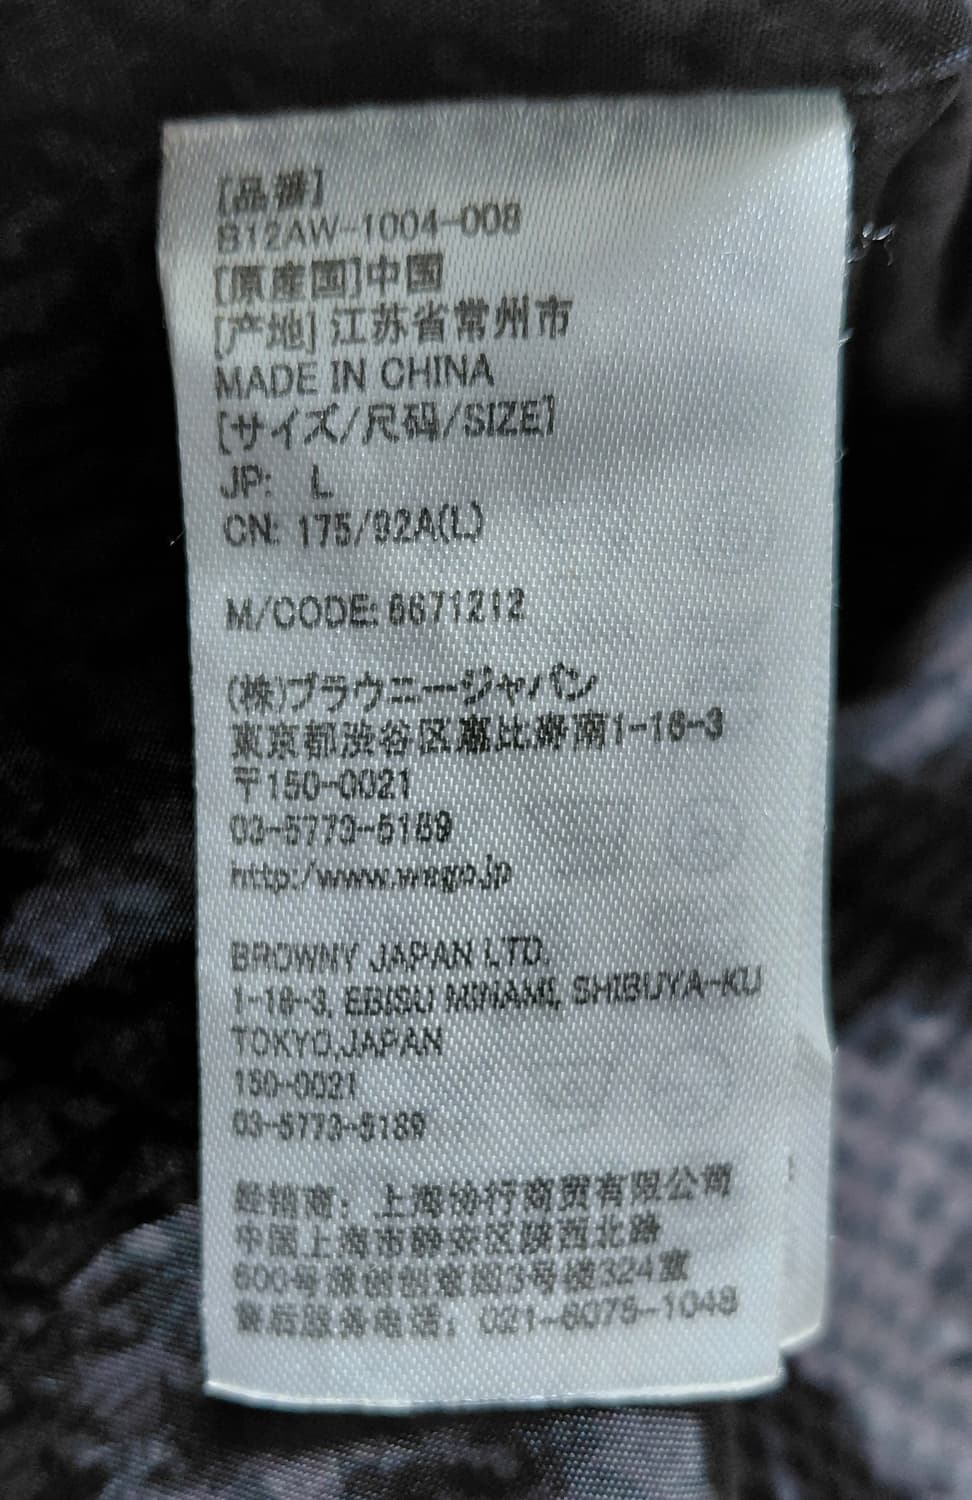 [品番]
B12AW-1004-008
[原産国]中国
[产地] 江苏省常州市
MADE IN CHINA
[サイズ/尺码/SIZE]
JP: L
CN: 175/92A(L)
M/CODE: 6671212
(株)ブラウニージャパン
東京都渋谷区恵比寿南1-16-3
〒150-0021
03-5773-5189
http:/www.wego.jp
BROWNY JAPAN LTD.
1-16-3, EBISU MINAMI, SHIBUYA-KU
TOKYO,JAPAN
150-0021
03-5773-5189
经销商: 上海协行商贸有限公司
中国上海市静安区陕西北路
600号源创创意园3号楼324室
售后服务电话: 021-6075-1048